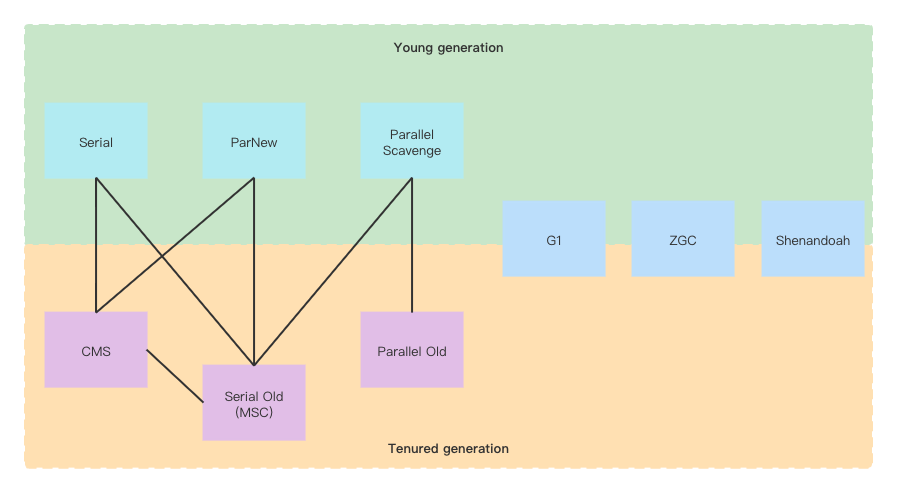 Young generation
Serial
ParNew
Parallel
Scavenge
G1
ZGC
Shenandoah
CMS
Serial Old
(MSC)
Parallel Old
Tenured generation